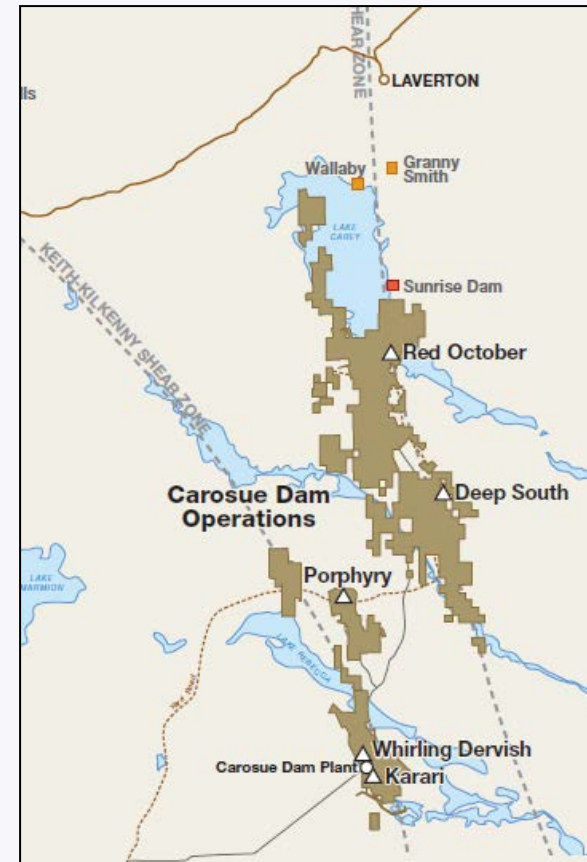 SHEAR ZONE
LAVERTON
lls
Wallaby
Granny
Smith
LAKE
CAREY
KEITH-KILKENNY SHEAR ZONE
Sunrise Dam
Red October
Carosue Dam
Operations
Deep South
Porphyry
LAKE
MARMION
LAKE REBECCA
Whirling Dervish
Carosue Dam Plant
Karari